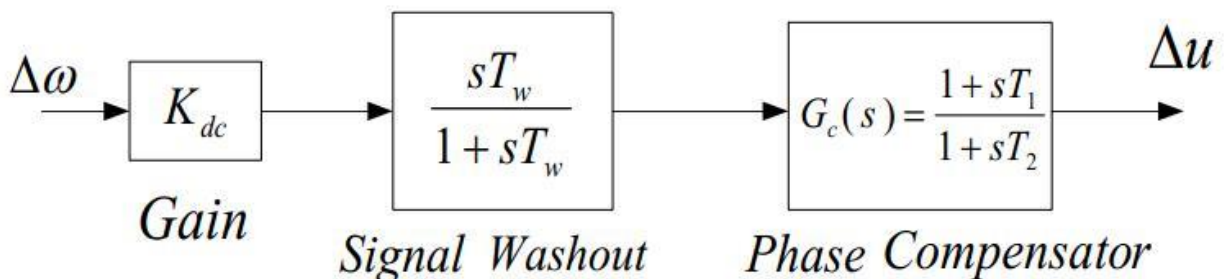 Δω
K_dc
Gain
sT_w
1 + sT_w
Signal Washout
G_c(s) = 1 + sT_1
1 + sT_2
Phase Compensator
Δu